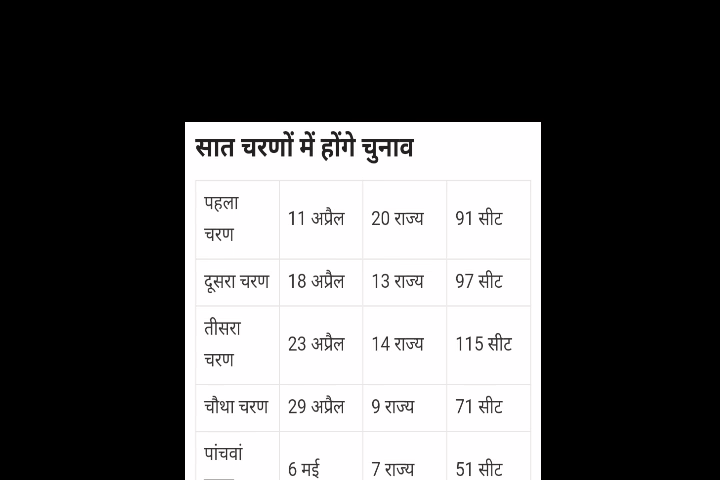 सात चरणों में होंगे चुनाव
पहला
चरण
11 अप्रैल
20 राज्य
91 सीट
दूसरा चरण
18 अप्रैल
13 राज्य
97 सीट
तीसरा
चरण
23 अप्रैल
14 राज्य
115 सीट
चौथा चरण
29 अप्रैल
9 राज्य
71 सीट
पांचवां
6 मई
7 राज्य
51 सीट